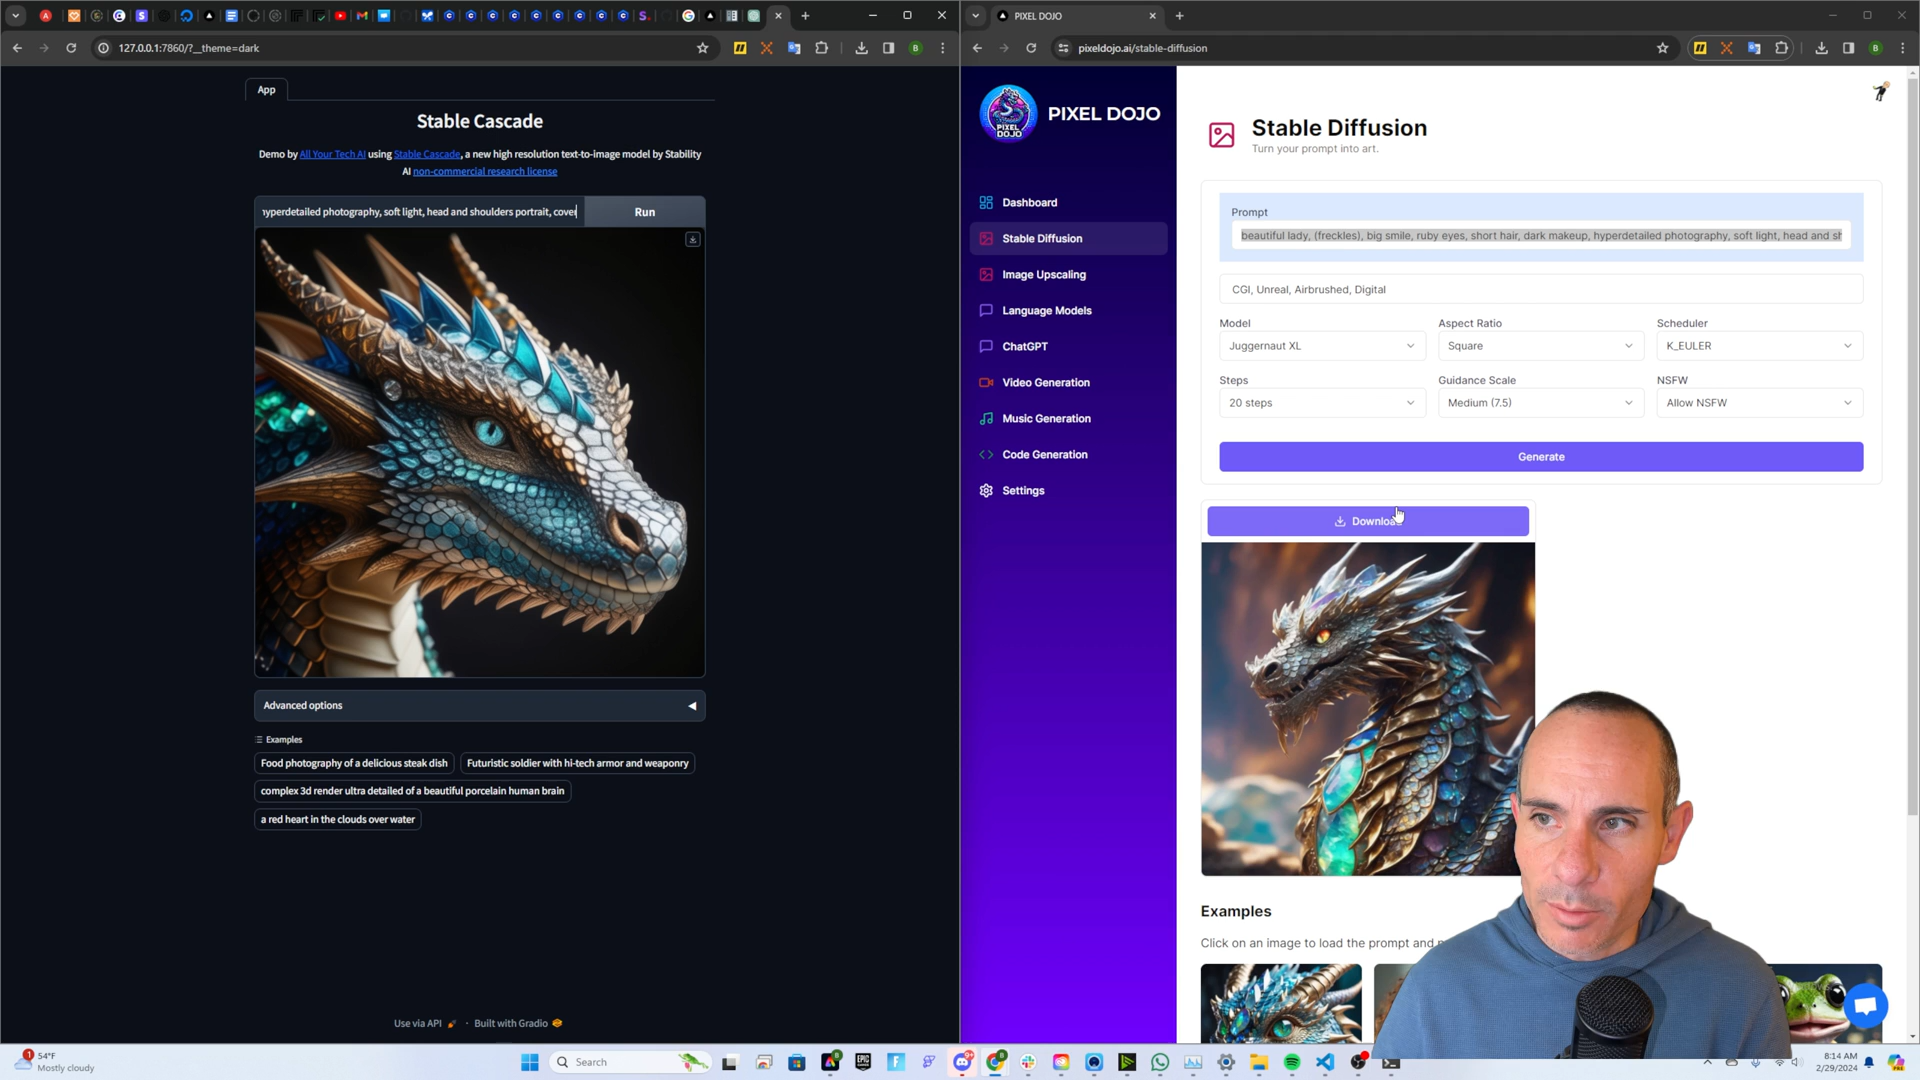 127.0.0.1:7860/?__theme=dark
App
Stable Cascade
Demo by All Your Tech AI using Stable Cascade, a new high resolution text-to-image model by Stability
AI non-commercial research license
hyperdetailed photography, soft light, head and shoulders portrait, cover
Run
Advanced options
Examples
Food photography of a delicious steak dish
Futuristic soldier with hi-tech armor and weaponry
complex 3d render ultra detailed of a beautiful porcelain human brain
a red heart in the clouds over water
Use via API
· Built with Gradio
PIXEL DOJO
pixeldojo.ai/stable-diffusion
PIXEL DOJO
PIXEL DOJO
Dashboard
Stable Diffusion
Image Upscaling
Language Models
ChatGPT
Video Generation
Music Generation
Code Generation
Settings
Stable Diffusion
Turn your prompt into art.
Prompt
beautiful lady, (freckles), big smile, ruby eyes, short hair, dark makeup, hyperdetailed photography, soft light, head and sh
CGI, Unreal, Airbrushed, Digital
Model
Aspect Ratio
Scheduler
Juggernaut XL
Square
K_EULER
Steps
Guidance Scale
NSFW
20 steps
Medium (7.5)
Allow NSFW
Generate
Download
Examples
Click on an image to load the prompt and
54°F
Mostly cloudy
Search
8:14 AM
2/29/2024